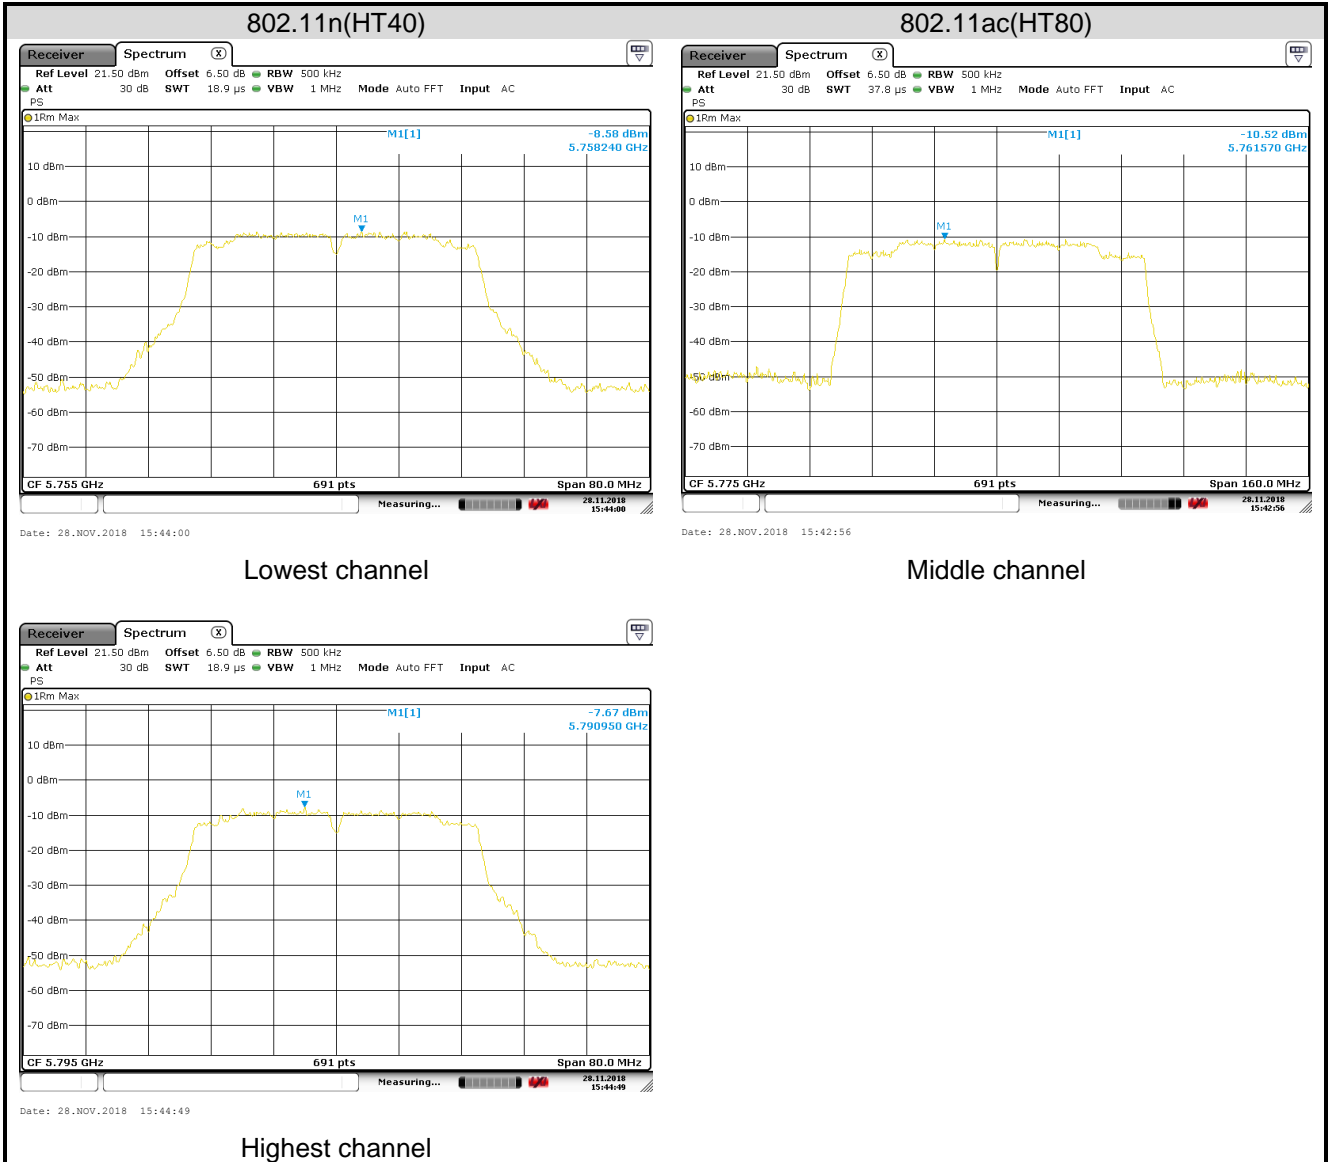 802.11n(HT40)
802.11ac(HT80)
Receiver Spectrum X
Ref Level 21.50 dBm Offset 6.50 dB RBW 500 kHz
Att 30 dB SWT 18.9 µs VBW 1 MHz Mode Auto FFT Input AC
PS
1Rm Max
M1[1] -8.58 dBm
5.758240 GHz
10 dBm
0 dBm
M1
-10 dBm
-20 dBm
-30 dBm
-40 dBm
-50 dBm
-60 dBm
-70 dBm
CF 5.755 GHz 691 pts Span 80.0 MHz
Measuring... 28.11.2018
15:44:00
Date: 28.NOV.2018 15:44:00
Lowest channel
Receiver Spectrum X
Ref Level 21.50 dBm Offset 6.50 dB RBW 500 kHz
Att 30 dB SWT 37.8 µs VBW 1 MHz Mode Auto FFT Input AC
PS
1Rm Max
M1[1] -10.52 dBm
5.761570 GHz
10 dBm
0 dBm
M1
-10 dBm
-20 dBm
-30 dBm
-40 dBm
-50 dBm
-60 dBm
-70 dBm
CF 5.775 GHz 691 pts Span 160.0 MHz
Measuring... 28.11.2018
15:42:56
Date: 28.NOV.2018 15:42:56
Middle channel
Receiver Spectrum X
Ref Level 21.50 dBm Offset 6.50 dB RBW 500 kHz
Att 30 dB SWT 18.9 µs VBW 1 MHz Mode Auto FFT Input AC
PS
1Rm Max
M1[1] -7.67 dBm
5.790950 GHz
10 dBm
0 dBm
M1
-10 dBm
-20 dBm
-30 dBm
-40 dBm
-50 dBm
-60 dBm
-70 dBm
CF 5.795 GHz 691 pts Span 80.0 MHz
Measuring... 28.11.2018
15:44:49
Date: 28.NOV.2018 15:44:49
Highest channel